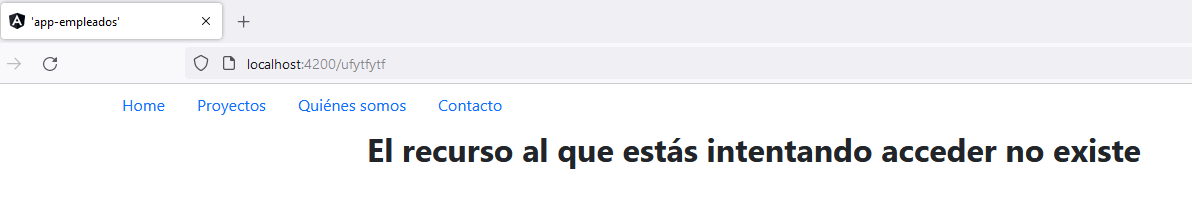 'app-empleados'
localhost:4200/ufytfytf
Home Proyectos Quiénes somos Contacto
El recurso al que estás intentando acceder no existe